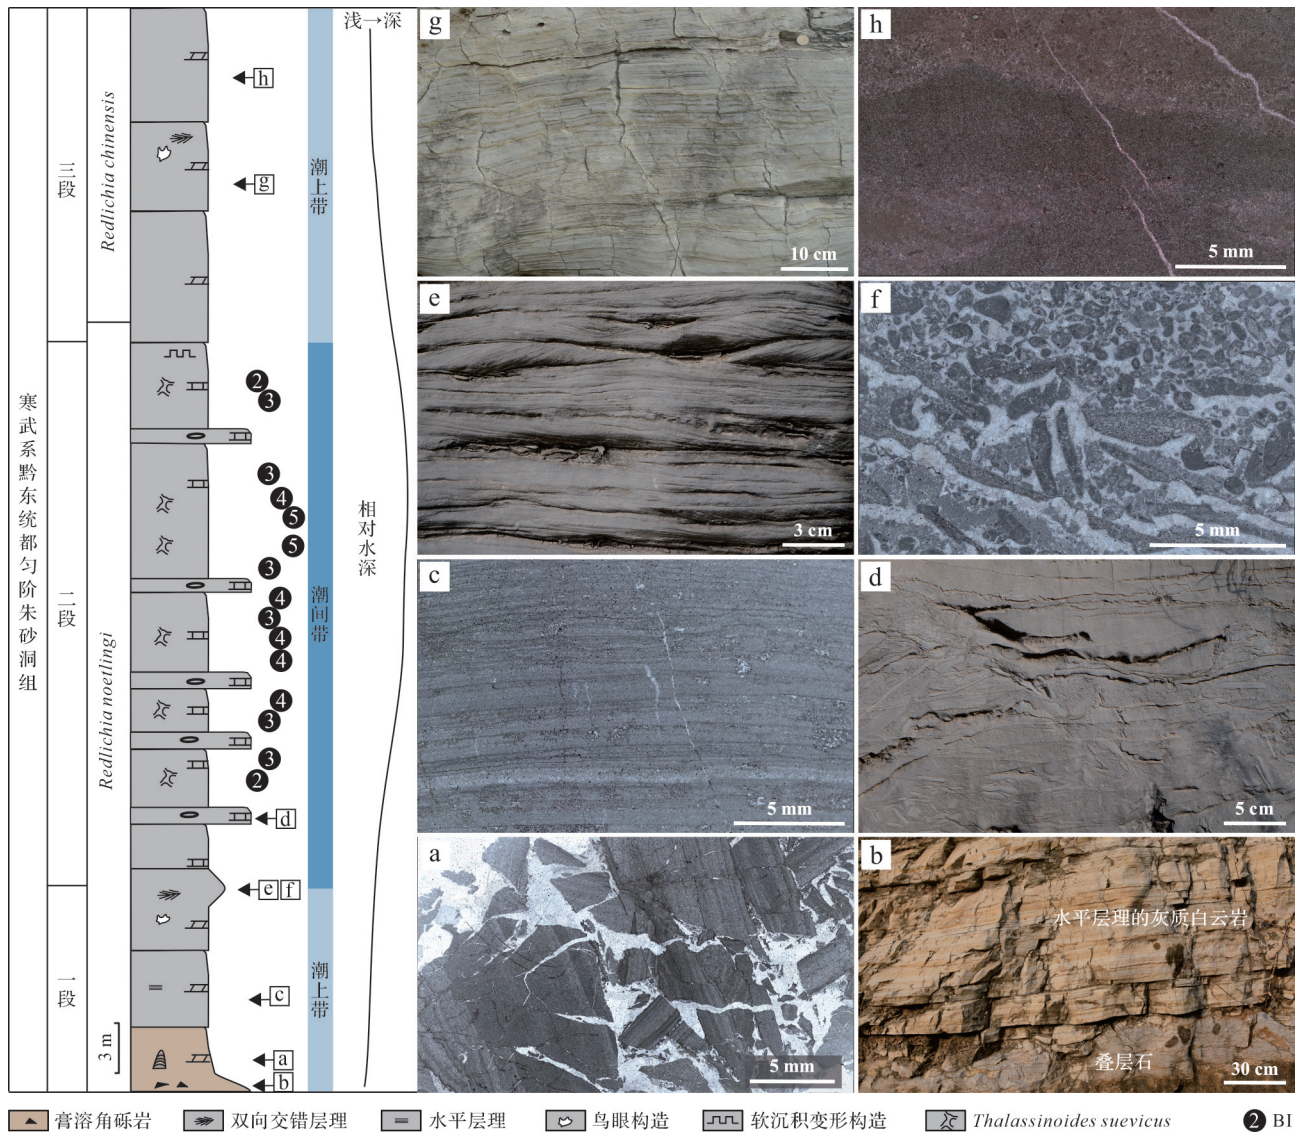 浅→深
寒武系黔东统都匀阶朱砂洞组
三段
二段
一段
Redlichia chinensis
Redlichia noetlingi
3 m
h
g
2
3
3
4
5
5
3
4
3
4
4
4
3
3
2
d
e f
c
a
b
潮上带
潮间带
潮上带
相对水深
g
10 cm
h
5 mm
e
3 cm
f
5 mm
c
5 mm
d
5 cm
a
5 mm
b
水平层理的灰质白云岩
叠层石
30 cm
膏溶角砾岩
双向交错层理
水平层理
鸟眼构造
软沉积变形构造
Thalassinoides suevicus
2 BI